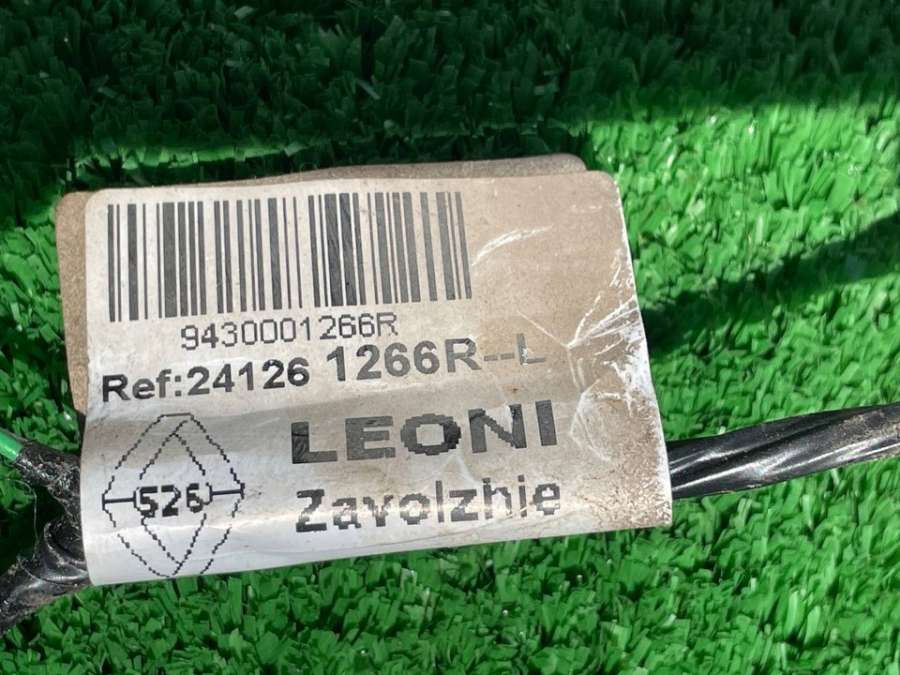 9430001266R
Ref:24126 1266R--L
LEONI
526
Zavolzhie